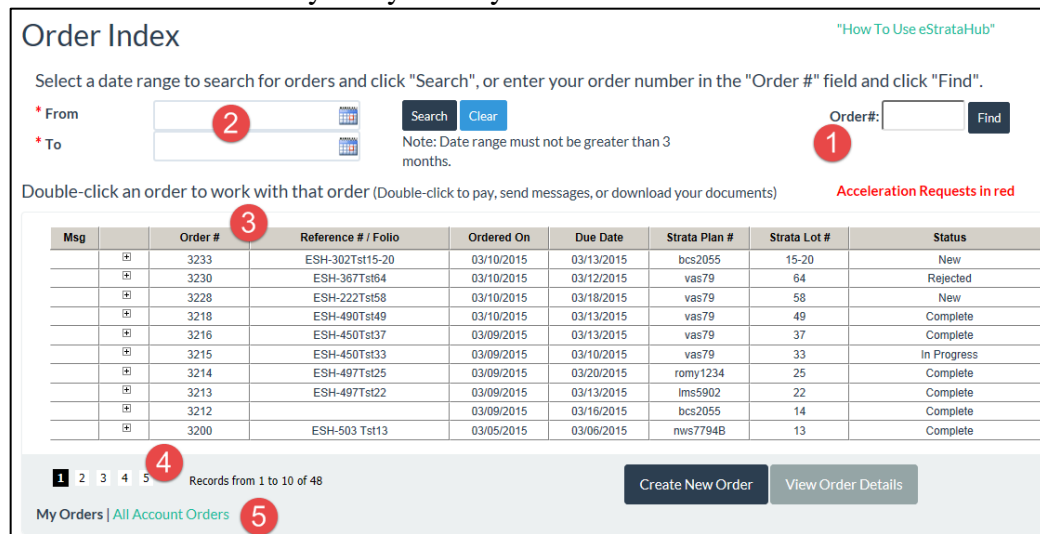 Order Index
"How To Use eStrataHub"
Select a date range to search for orders and click "Search", or enter your order number in the "Order #" field and click "Find".
* From 2 Search Clear Order#: Find
* To Note: Date range must not be greater than 3 1
months.
Double-click an order to work with that order (Double-click to pay, send messages, or download your documents) Acceleration Requests in red
3
Msg Order # Reference # / Folio Ordered On Due Date Strata Plan # Strata Lot # Status
3233 ESH-302Tst15-20 03/10/2015 03/13/2015 bcs2055 15-20 New
3230 ESH-367Tst64 03/10/2015 03/12/2015 vas79 64 Rejected
3228 ESH-222Tst58 03/10/2015 03/18/2015 vas79 58 New
3218 ESH-490Tst49 03/10/2015 03/13/2015 vas79 49 Complete
3216 ESH-450Tst37 03/09/2015 03/13/2015 vas79 37 Complete
3215 ESH-450Tst33 03/09/2015 03/10/2015 vas79 33 In Progress
3214 ESH-497Tst25 03/09/2015 03/20/2015 romy1234 25 Complete
3213 ESH-497Tst22 03/09/2015 03/13/2015 lms5902 22 Complete
3212 03/09/2015 03/16/2015 bcs2055 14 Complete
3200 ESH-503 Tst13 03/05/2015 03/06/2015 nws7794B 13 Complete
1 2 3 4 5 4 Records from 1 to 10 of 48 Create New Order View Order Details
My Orders | All Account Orders 5